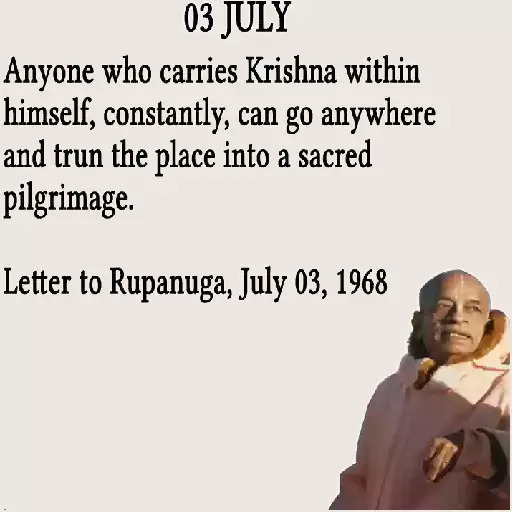 03 JULY
Anyone who carries Krishna within
himself, constantly, can go anywhere
and trun the place into a sacred
pilgrimage.
Letter to Rupanuga, July 03, 1968